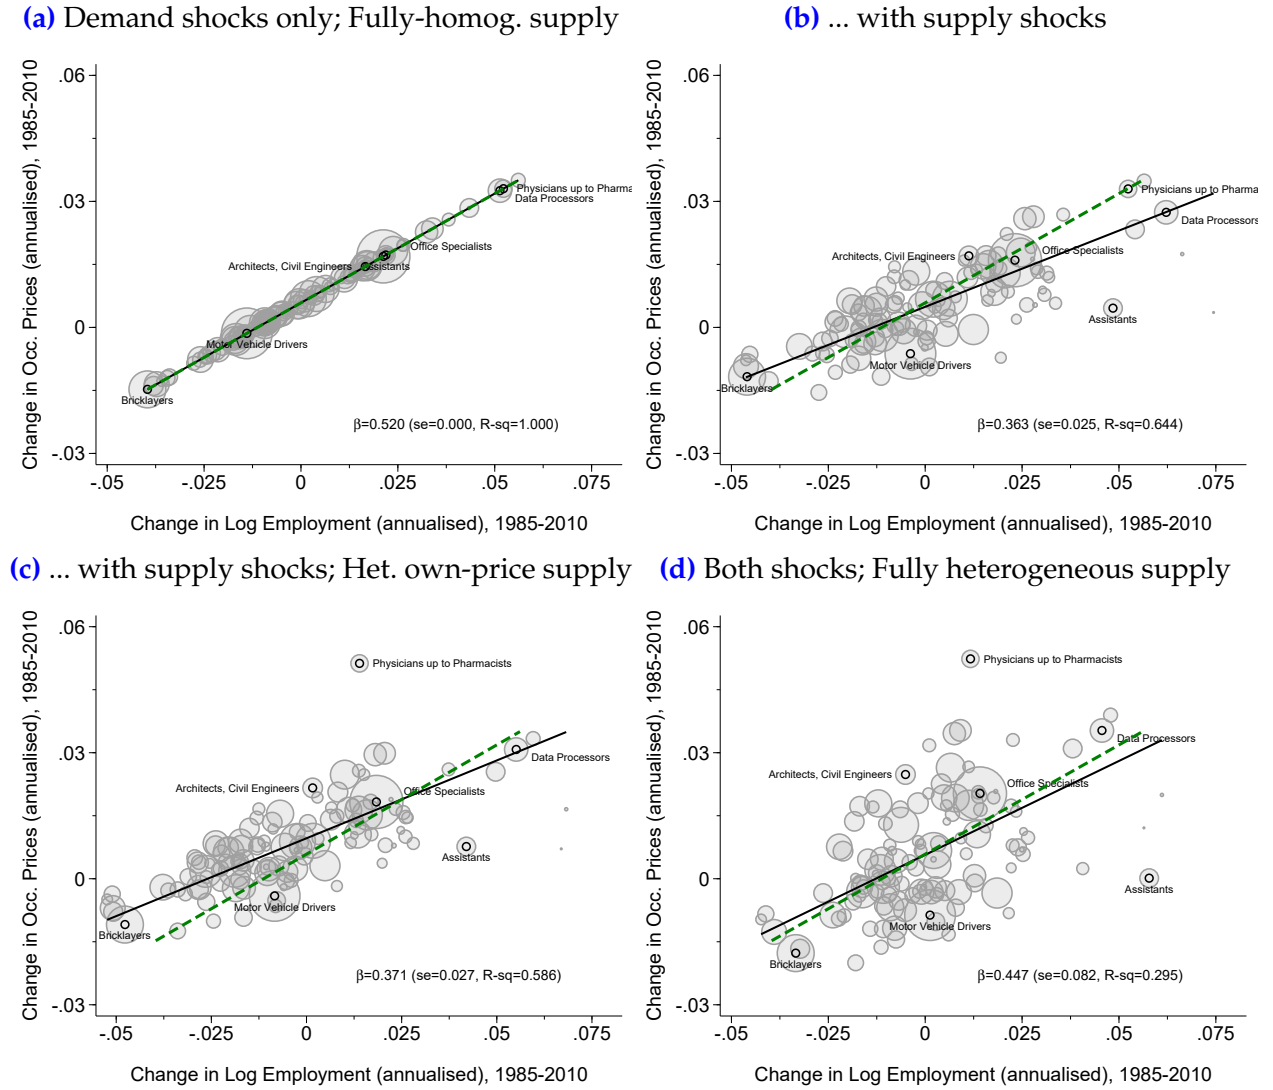 (a) Demand shocks only; Fully-homog. supply
Change in Occ. Prices (annualised), 1985-2010
.06
.03
0
-.03
Physicians up to Pharma
Data Processors
Office Specialists
Architects, Civil Engineers
Assistants
Motor Vehicle Drivers
Bricklayers
β=0.520 (se=0.000, R-sq=1.000)
-.05 -.025 0 .025 .05 .075
Change in Log Employment (annualised), 1985-2010
(b) ... with supply shocks
Change in Occ. Prices (annualised), 1985-2010
.06
.03
0
-.03
Physicians up to Pharma
Data Processors
Office Specialists
Architects, Civil Engineers
Assistants
Motor Vehicle Drivers
Bricklayers
β=0.363 (se=0.025, R-sq=0.644)
-.05 -.025 0 .025 .05 .075
Change in Log Employment (annualised), 1985-2010
(c) ... with supply shocks; Het. own-price supply
Change in Occ. Prices (annualised), 1985-2010
.06
.03
0
-.03
Physicians up to Pharmacists
Data Processors
Architects, Civil Engineers
Office Specialists
Assistants
Motor Vehicle Drivers
Bricklayers
β=0.371 (se=0.027, R-sq=0.586)
-.05 -.025 0 .025 .05 .075
Change in Log Employment (annualised), 1985-2010
(d) Both shocks; Fully heterogeneous supply
Change in Occ. Prices (annualised), 1985-2010
.06
.03
0
-.03
Physicians up to Pharmacists
Data Processors
Architects, Civil Engineers
Office Specialists
Assistants
Motor Vehicle Drivers
Bricklayers
β=0.447 (se=0.082, R-sq=0.295)
-.05 -.025 0 .025 .05 .075
Change in Log Employment (annualised), 1985-2010